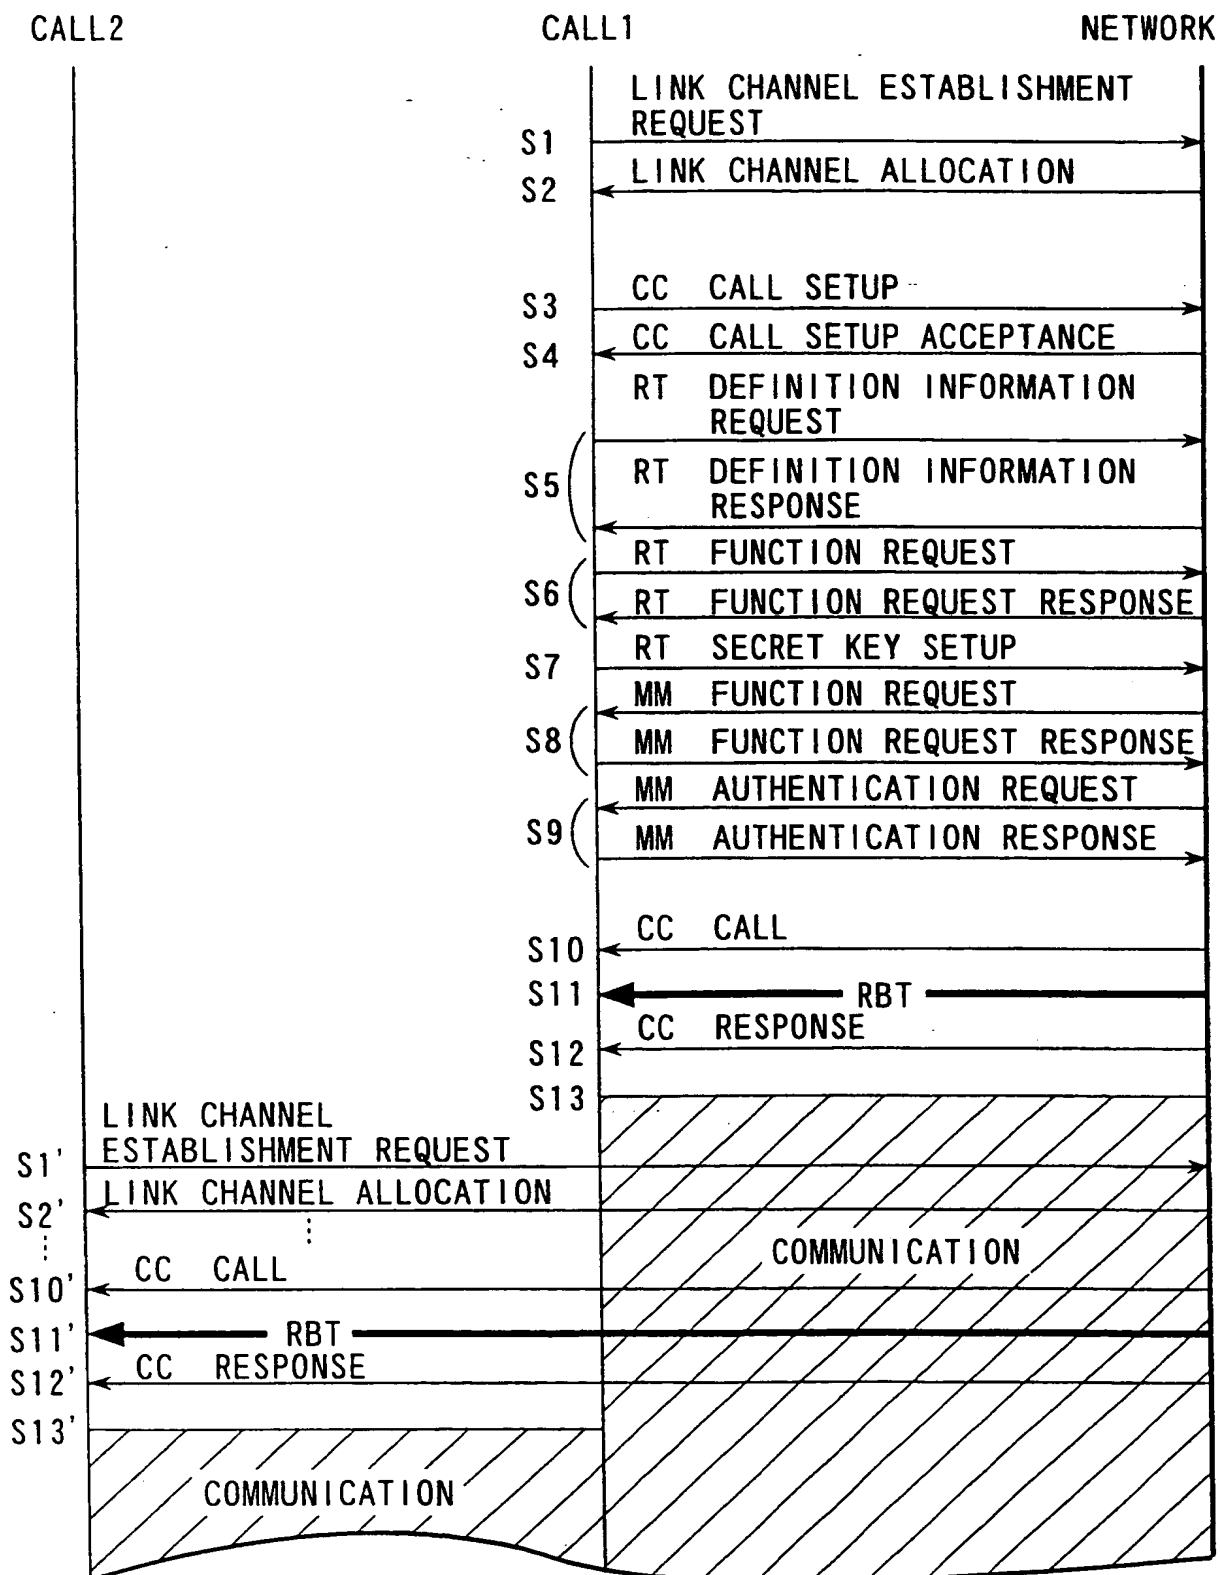 CALL2 CALL1 NETWORK
LINK CHANNEL ESTABLISHMENT
REQUEST
S1
LINK CHANNEL ALLOCATION
S2
CC CALL SETUP
S3
CC CALL SETUP ACCEPTANCE
S4
RT DEFINITION INFORMATION
REQUEST
S5
RT DEFINITION INFORMATION
RESPONSE
RT FUNCTION REQUEST
S6
RT FUNCTION REQUEST RESPONSE
RT SECRET KEY SETUP
S7
MM FUNCTION REQUEST
S8
MM FUNCTION REQUEST RESPONSE
MM AUTHENTICATION REQUEST
S9
MM AUTHENTICATION RESPONSE
CC CALL
S10
S11 RBT
CC RESPONSE
S12
S13
LINK CHANNEL
ESTABLISHMENT REQUEST
S1'
LINK CHANNEL ALLOCATION
S2'
COMMUNICATION
CC CALL
S10'
S11' RBT
CC RESPONSE
S12'
S13'
COMMUNICATION